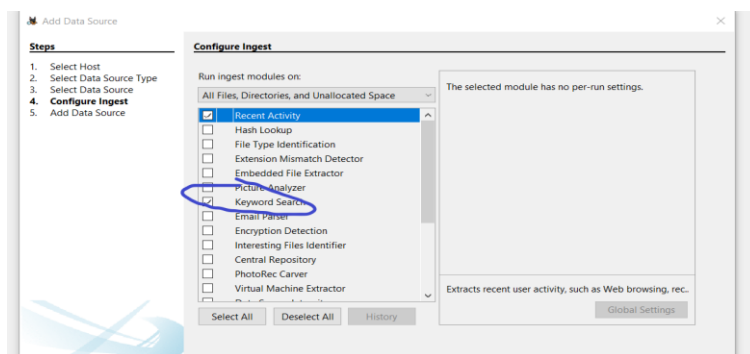 Add Data Source
Steps
1. Select Host
2. Select Data Source Type
3. Select Data Source
4. Configure Ingest
5. Add Data Source
Configure Ingest
Run ingest modules on:
All Files, Directories, and Unallocated Space
Recent Activity
Hash Lookup
File Type Identification
Extension Mismatch Detector
Embedded File Extractor
Picture Analyzer
Keyword Search
Email Parser
Encryption Detection
Interesting Files Identifier
Central Repository
PhotoRec Carver
Virtual Machine Extractor
Select All
Deselect All
History
The selected module has no per-run settings.
Extracts recent user activity, such as Web browsing, rec..
Global Settings